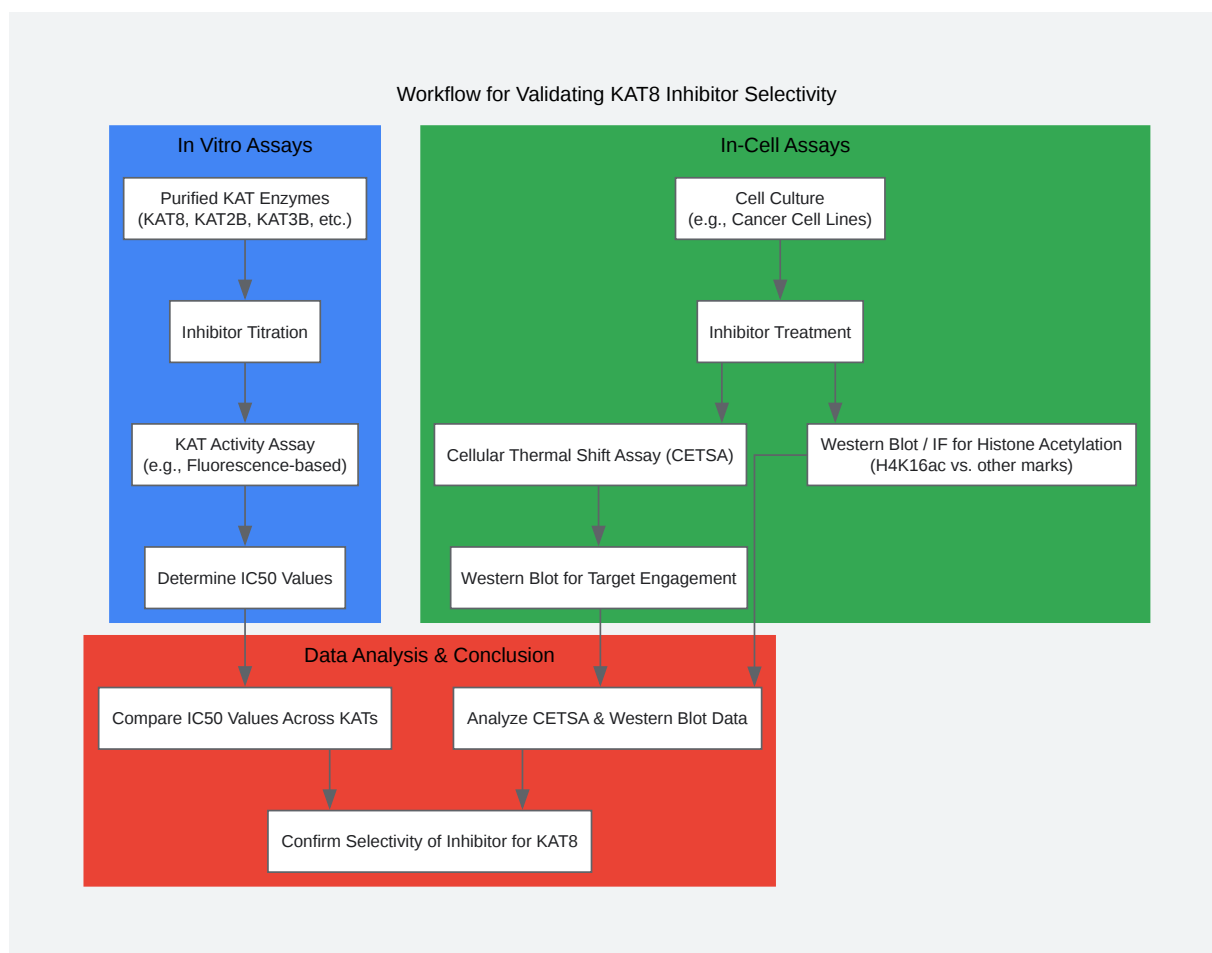 Workflow for Validating KAT8 Inhibitor Selectivity
In Vitro Assays
Purified KAT Enzymes
(KAT8, KAT2B, KAT3B, etc.)
Inhibitor Titration
KAT Activity Assay
(e.g., Fluorescence-based)
Determine IC50 Values
In-Cell Assays
Cell Culture
(e.g., Cancer Cell Lines)
Inhibitor Treatment
Cellular Thermal Shift Assay (CETSA)
Western Blot / IF for Histone Acetylation
(H4K16ac vs. other marks)
Western Blot for Target Engagement
Data Analysis & Conclusion
Compare IC50 Values Across KATs
Analyze CETSA & Western Blot Data
Confirm Selectivity of Inhibitor for KAT8